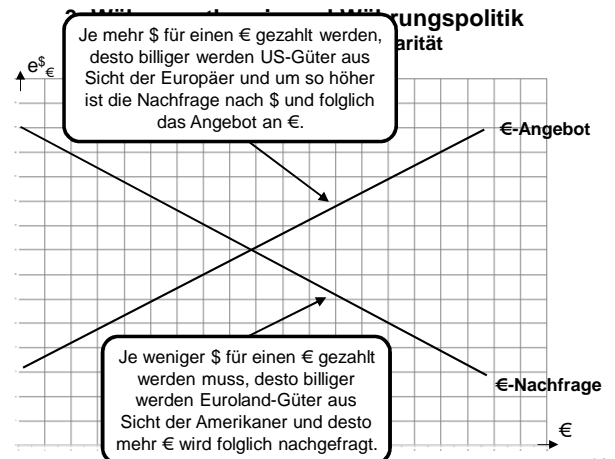 Währungspolitik
Je mehr $ für einen € gezahlt werden,
desto billiger werden US-Güter aus
Sicht der Europäer und um so höher
ist die Nachfrage nach $ und folglich
das Angebot an €.
e$€
€-Angebot
Je weniger $ für einen € gezahlt
werden muss, desto billiger
werden Euroland-Güter aus
Sicht der Amerikaner und desto
mehr € wird folglich nachgefragt.
€-Nachfrage
€